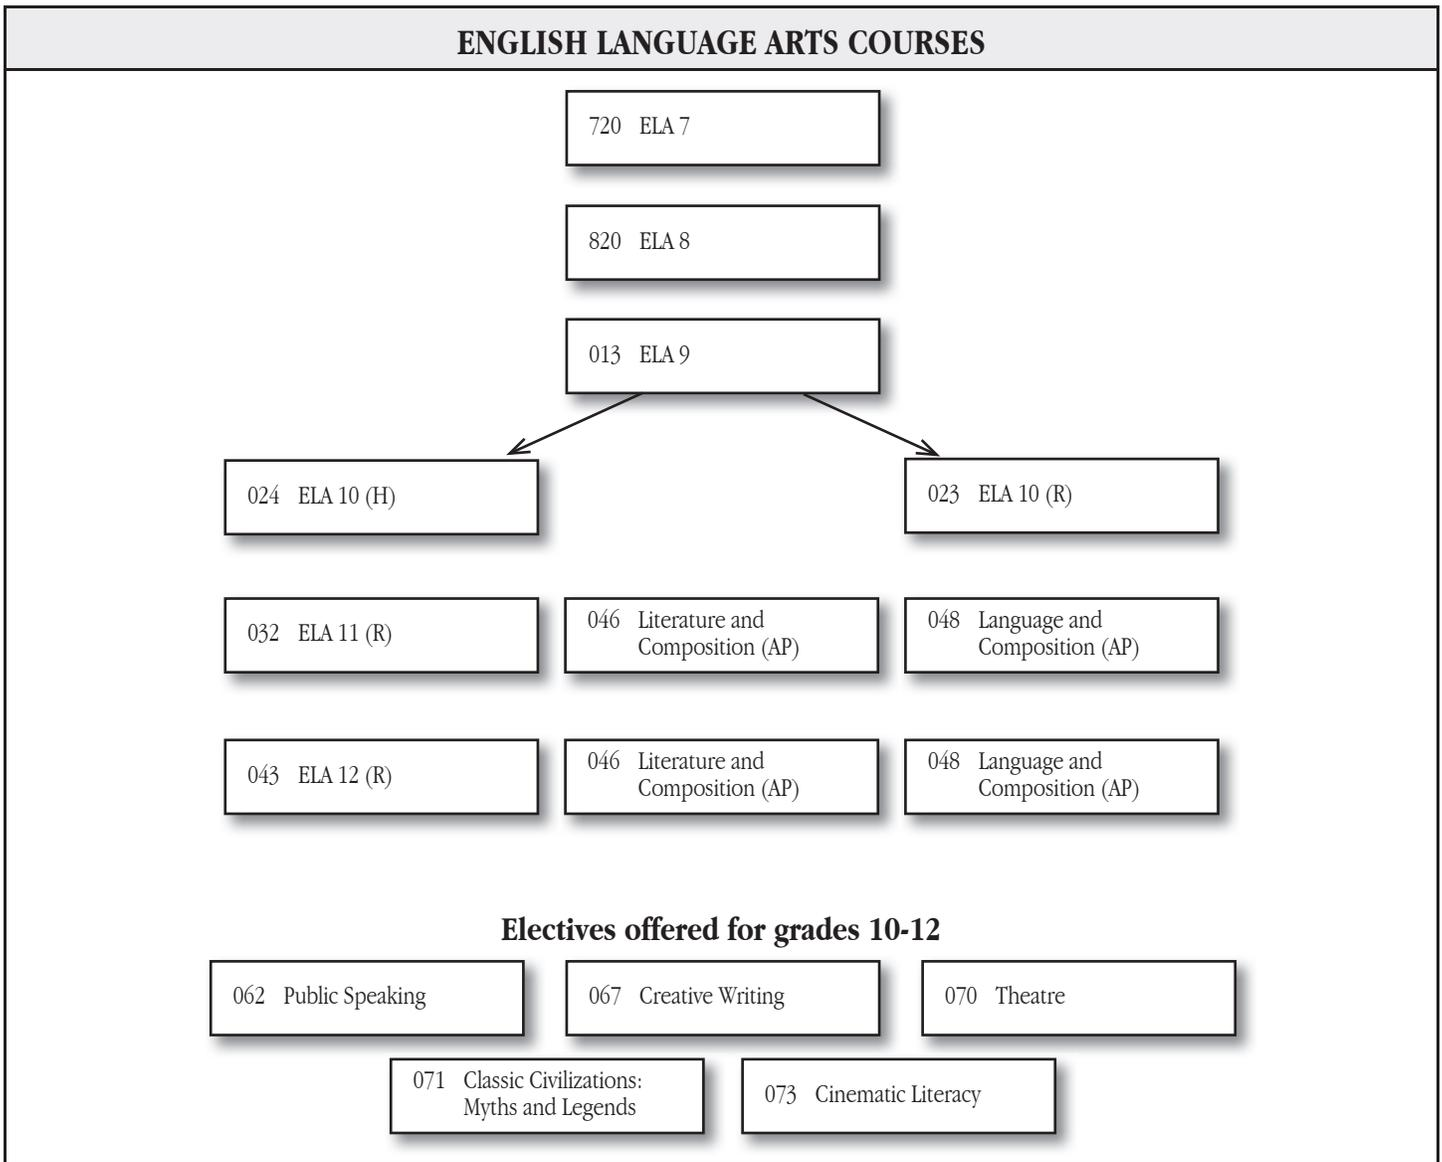 ENGLISH LANGUAGE ARTS COURSES
720 ELA 7
820 ELA 8
013 ELA 9
024 ELA 10 (H)
023 ELA 10 (R)
032 ELA 11 (R)
046 Literature and
Composition (AP)
048 Language and
Composition (AP)
043 ELA 12 (R)
046 Literature and
Composition (AP)
048 Language and
Composition (AP)
Electives offered for grades 10-12
062 Public Speaking
067 Creative Writing
070 Theatre
071 Classic Civilizations:
Myths and Legends
073 Cinematic Literacy